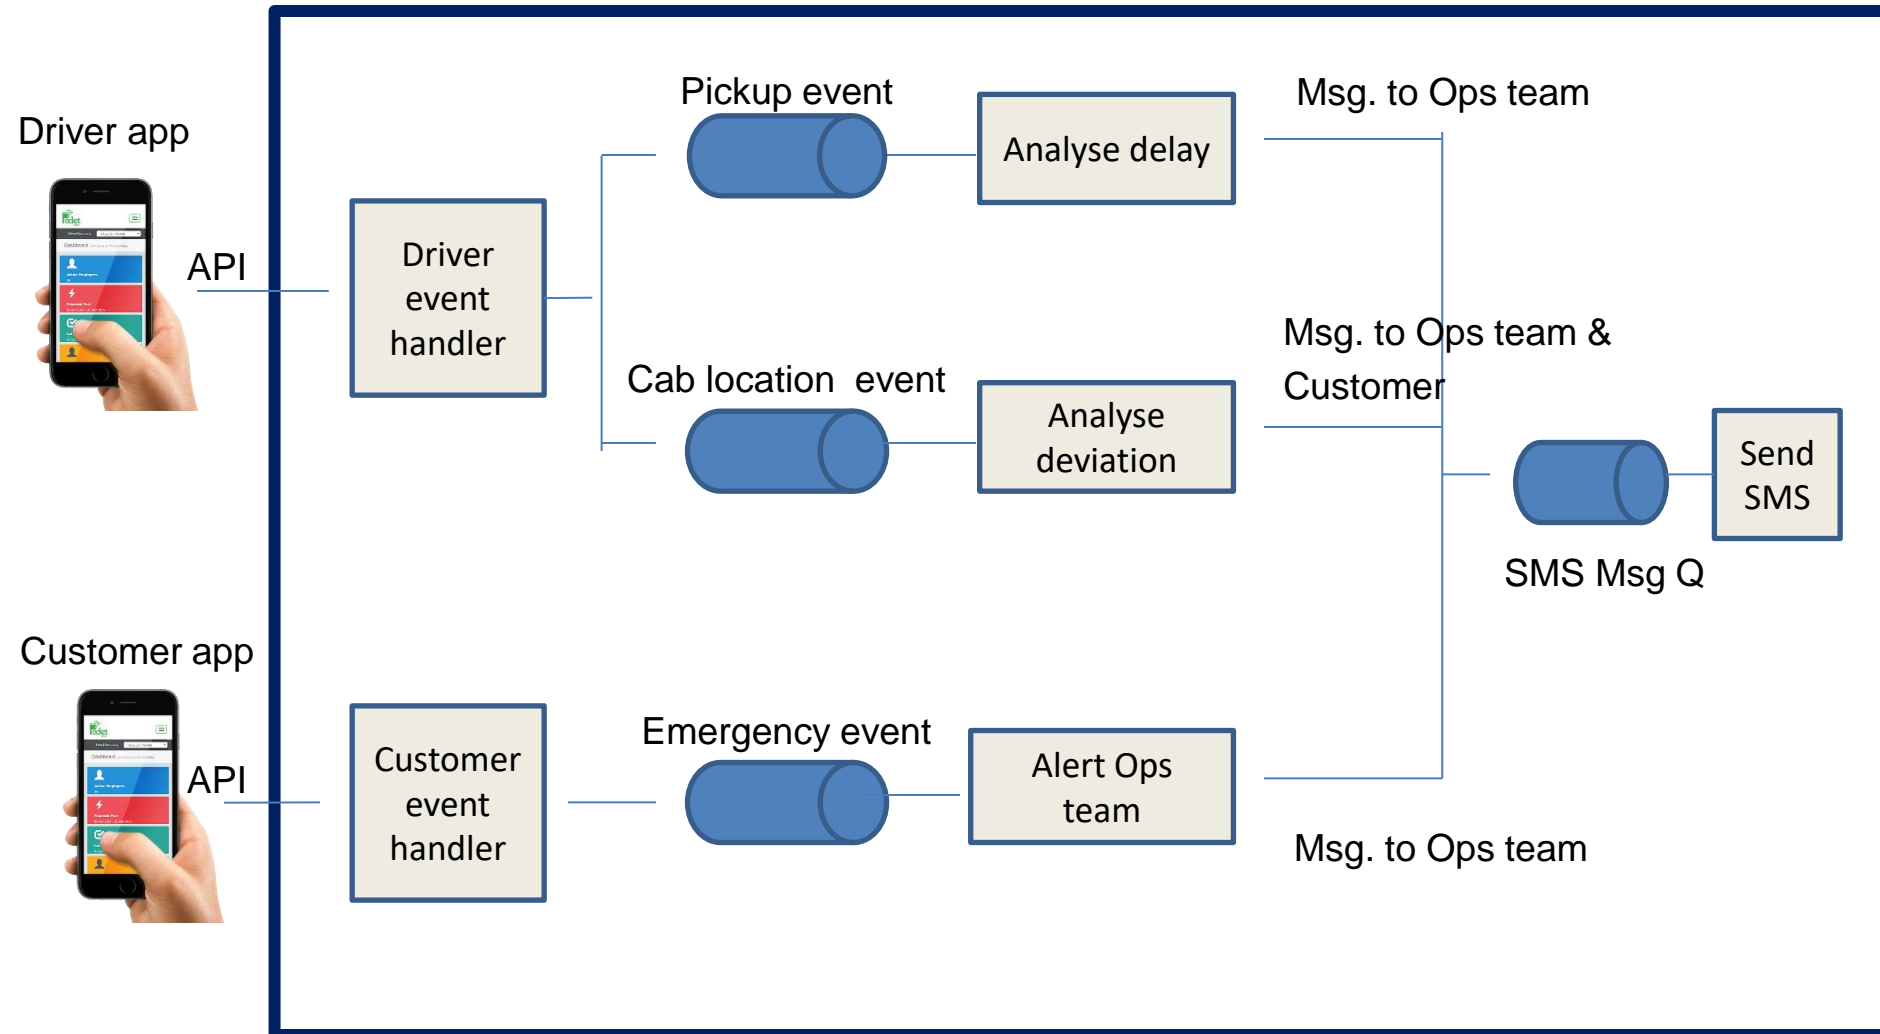 Pickup event
Msg. to Ops team
Driver app
Analyse delay
API
Driver
event
handler
Msg. to Ops team &
Customer
Cab location  event
Analyse
deviation
Send
SMS
SMS Msg Q
Customer app
Emergency event
API
Customer
event
handler
Alert Ops
team
Msg. to Ops team
Dashboard
Dashboard